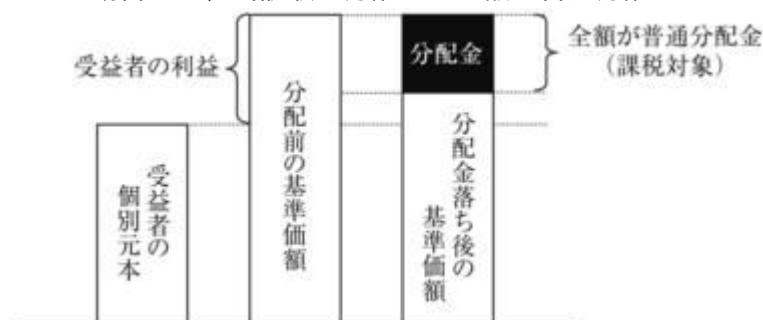 受益者の利益
分配金
全額が普通分配金
（課税対象）
受益者の
個別元本
分配前の基準価額
分配金落ち後の
基準価額